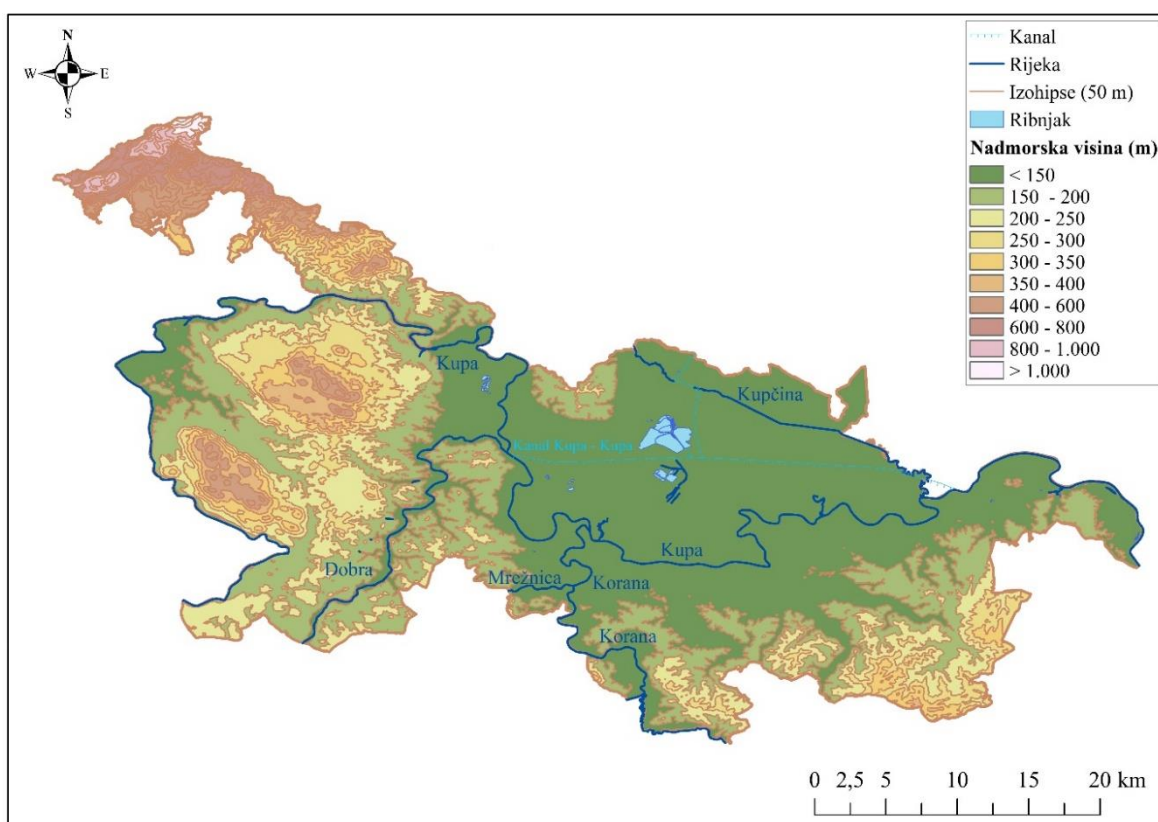 N
W E
S
Kanal
Rijeka
Izohipse (50 m)
Ribnjak
Nadmorska visina (m)
< 150
150 - 200
200 - 250
250 - 300
300 - 350
350 - 400
400 - 600
600 - 800
800 - 1.000
> 1.000
Kupa
Kupčina
Kanal Kupa - Kupa
Kupa
Dobra
Mrežnica
Korana
Korana
0 2,5 5 10 15 20 km